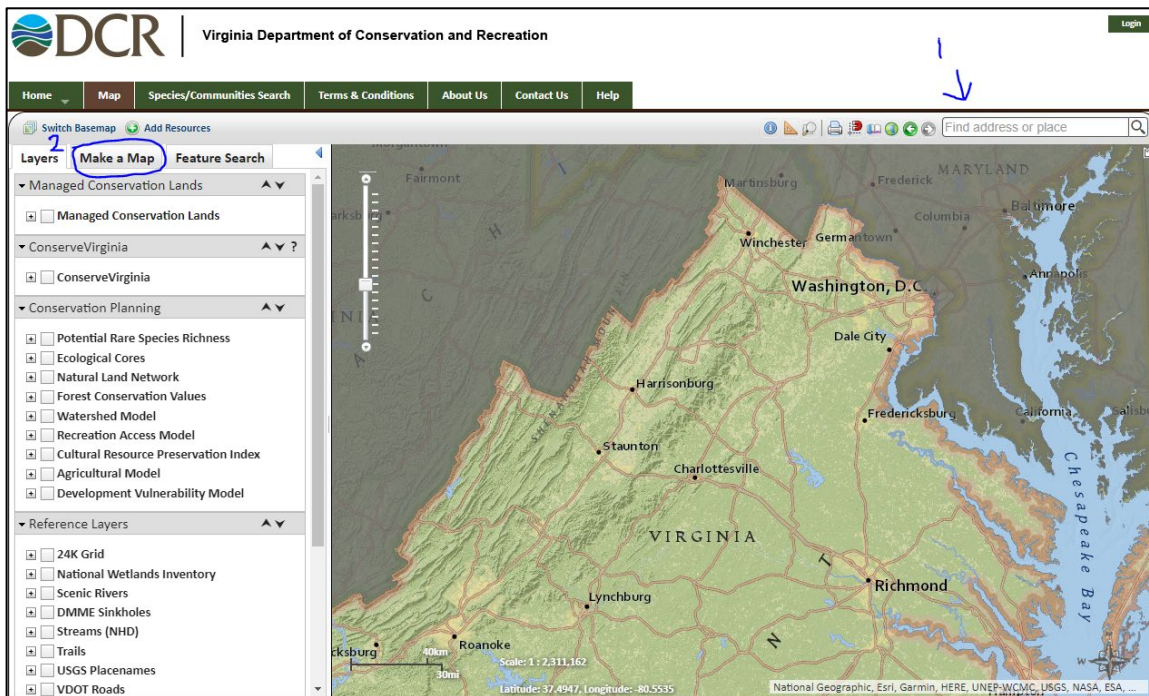 DCR
Virginia Department of Conservation and Recreation
Login
1
Home Map Species/Communities Search Terms & Conditions About Us Contact Us Help
Switch Basemap Add Resources
Find address or place
2
Layers Make a Map Feature Search
Managed Conservation Lands
Managed Conservation Lands
ConserveVirginia ?
ConserveVirginia
Conservation Planning
Potential Rare Species Richness
Ecological Cores
Natural Land Network
Forest Conservation Values
Watershed Model
Recreation Access Model
Cultural Resource Preservation Index
Agricultural Model
Development Vulnerability Model
Reference Layers
24K Grid
National Wetlands Inventory
Scenic Rivers
DMME Sinkholes
Streams (NHD)
Trails
USGS Placenames
VDOT Roads
Fairmont
Martinsburg
Frederick
MARYLAND
Baltimore
Columbia
Winchester
Germantown
Annapolis
Washington, D.C.
Dale City
Harrisonburg
Fredericksburg
California
Salisbu
Staunton
Charlottesville
Chesapeake Bay
VIRGINIA
Richmond
Lynchburg
Roanoke
cksburg
40km
30mi
Scale: 1 : 2,311,162
Latitude: 37.4947, Longitude: -80.5535
National Geographic, Esri, Garmin, HERE, UNEP-WCMC, USGS, NASA, ESA, ...